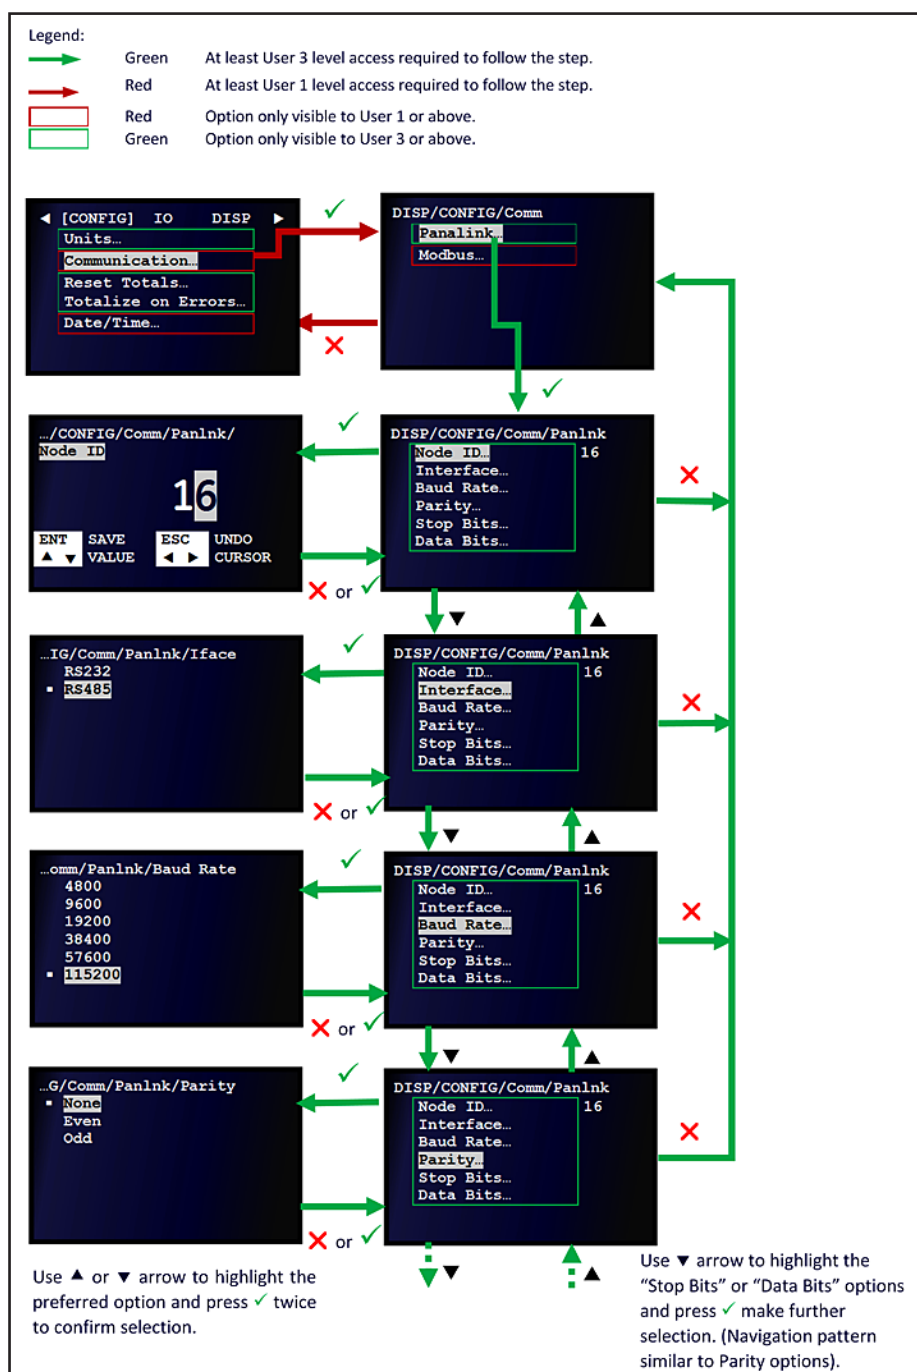 Legend:
Green At least User 3 level access required to follow the step.
Red At least User 1 level access required to follow the step.
Red Option only visible to User 1 or above.
Green Option only visible to User 3 or above.
◀ [CONFIG] IO DISP ▶
Units…
Communication…
Reset Totals…
Totalize on Errors…
Date/Time…
✓
✕
DISP/CONFIG/Comm
Panalink…
Modbus…
✓
…/CONFIG/Comm/Panlnk/
Node ID
16
ENT SAVE ESC UNDO
▲ ▼ VALUE ◀ ▶ CURSOR
✓
✕ or ✓
DISP/CONFIG/Comm/Panlnk
Node ID… 16
Interface…
Baud Rate…
Parity…
Stop Bits…
Data Bits…
✕
▼ ▲
…IG/Comm/Panlnk/Iface
RS232
▪ RS485
✓
✕ or ✓
DISP/CONFIG/Comm/Panlnk
Node ID… 16
Interface…
Baud Rate…
Parity…
Stop Bits…
Data Bits…
✕
▼ ▲
…omm/Panlnk/Baud Rate
4800
9600
19200
38400
57600
▪ 115200
✓
✕ or ✓
DISP/CONFIG/Comm/Panlnk
Node ID… 16
Interface…
Baud Rate…
Parity…
Stop Bits…
Data Bits…
✕
▼ ▲
…G/Comm/Panlnk/Parity
▪ None
Even
Odd
✓
✕ or ✓
DISP/CONFIG/Comm/Panlnk
Node ID… 16
Interface…
Baud Rate…
Parity…
Stop Bits…
Data Bits…
✕
▼ ▲
Use ▲ or ▼ arrow to highlight the
preferred option and press ✓ twice
to confirm selection.
Use ▼ arrow to highlight the
“Stop Bits” or “Data Bits” options
and press ✓ make further
selection. (Navigation pattern
similar to Parity options).